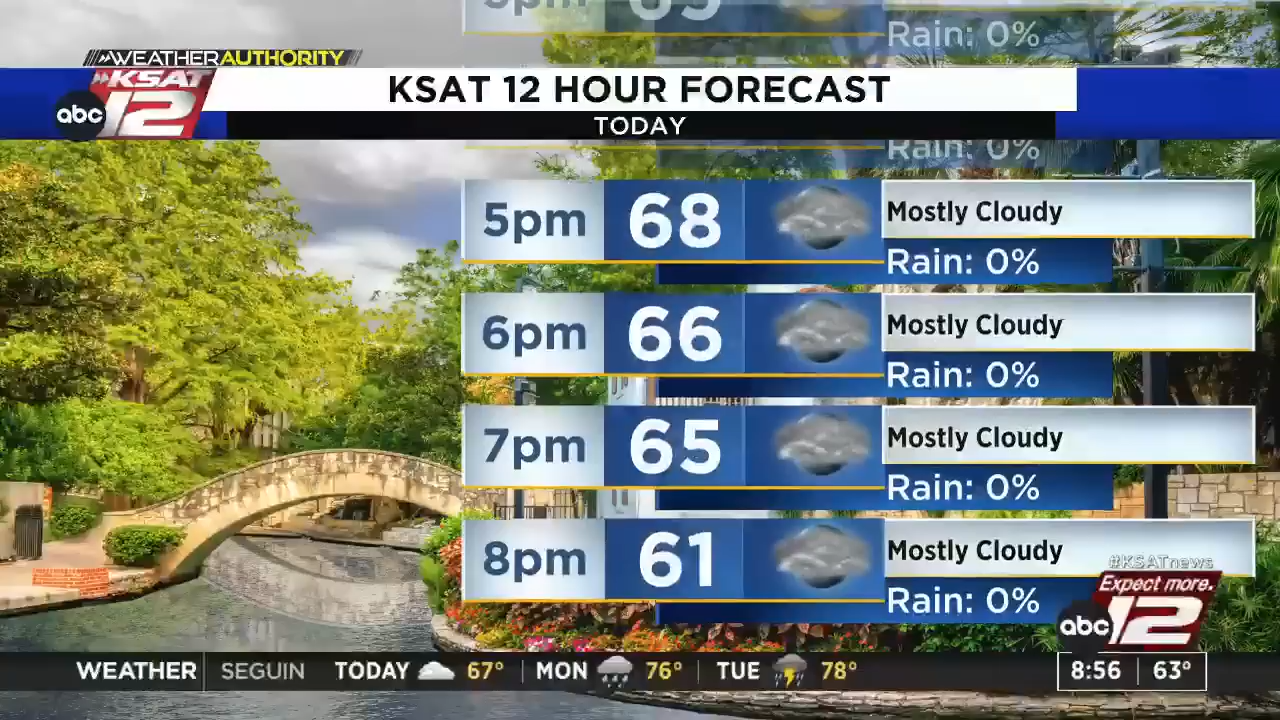 Rain: 0%
WEATHERAUTHORITY
KSAT
abc 12
KSAT 12 HOUR FORECAST
TODAY
Rain: 0%
5pm 68 Mostly Cloudy
Rain: 0%
6pm 66 Mostly Cloudy
Rain: 0%
7pm 65 Mostly Cloudy
Rain: 0%
8pm 61 Mostly Cloudy
Rain: 0%
#KSATnews
Expect more.
abc 12
WEATHER SEGUIN TODAY 67° MON 76° TUE 78° 8:56 63°